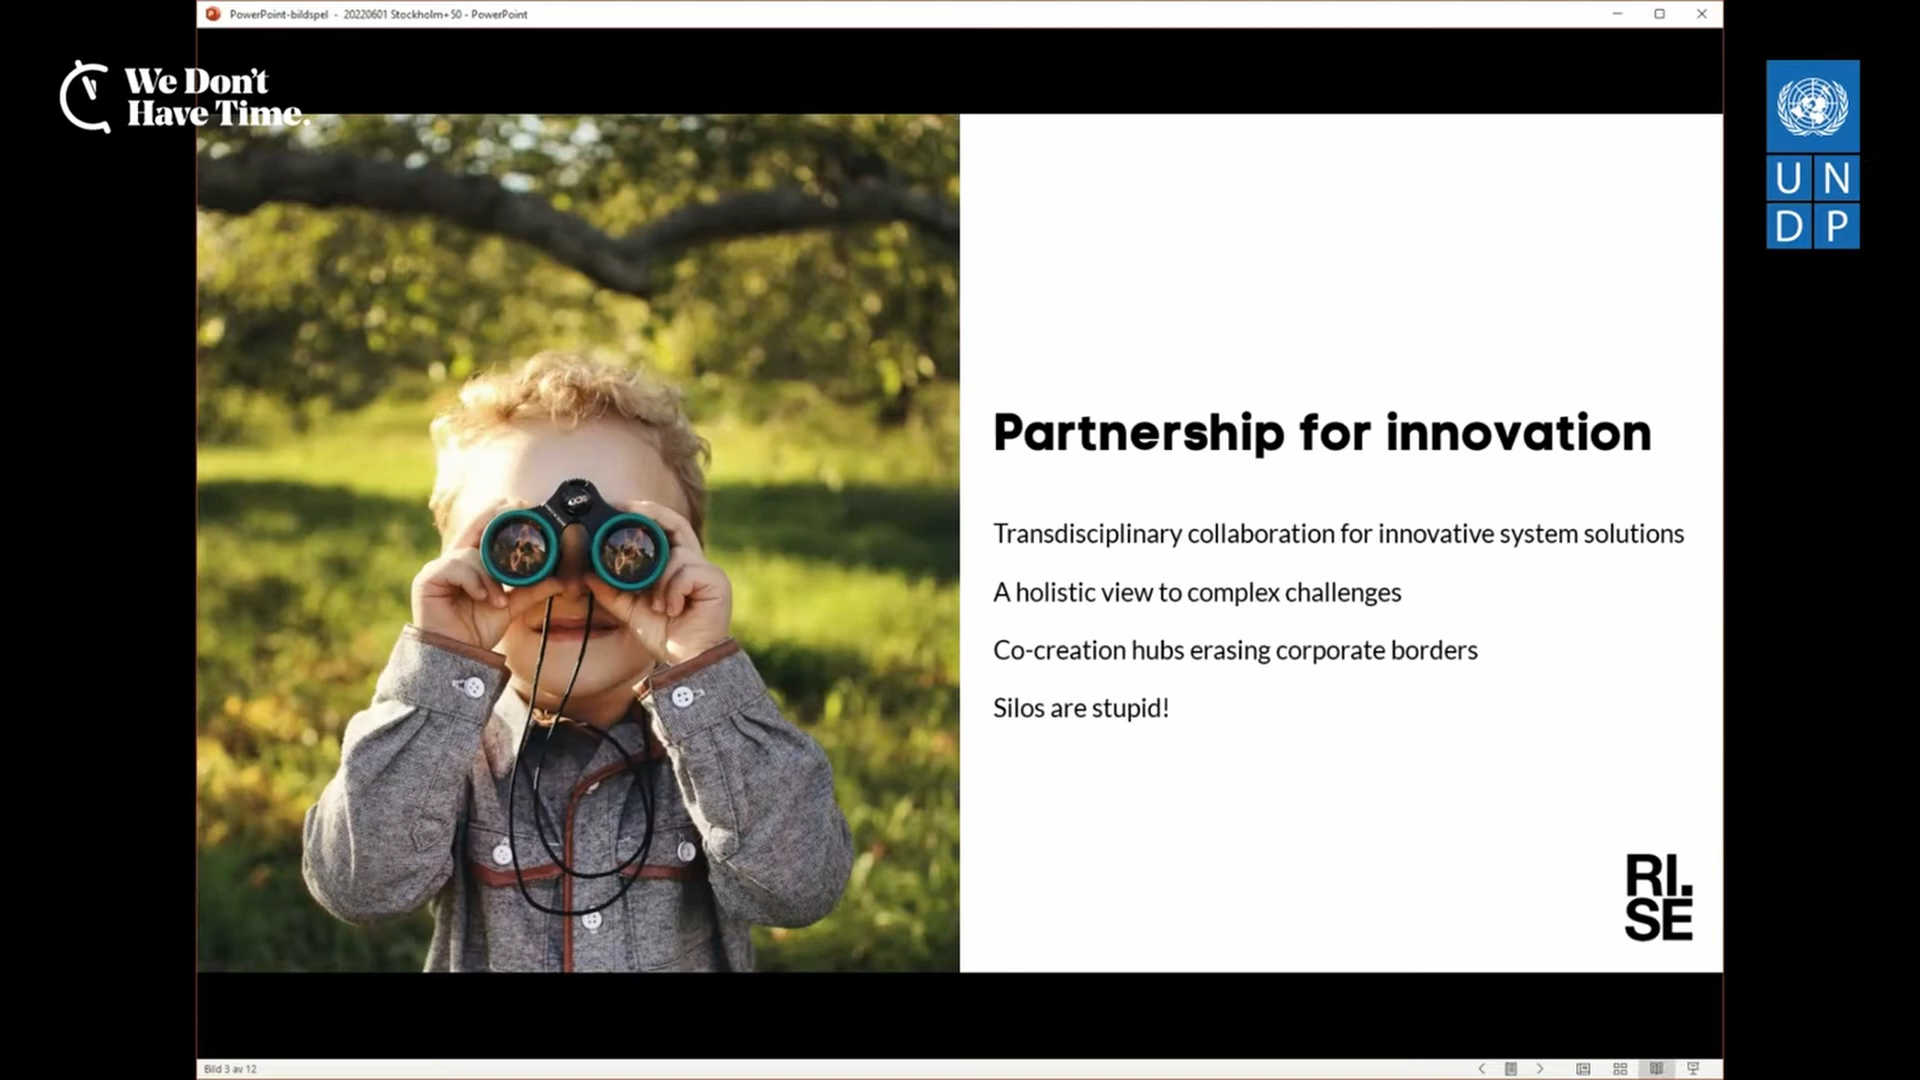 PowerPoint-bildspel - 20220601 Stockholm+50 - PowerPoint
We Don't
Have Time.
U N
D P
Partnership for innovation
Transdisciplinary collaboration for innovative system solutions
A holistic view to complex challenges
Co-creation hubs erasing corporate borders
Silos are stupid!
RI.
SE
Bild 3 av 12